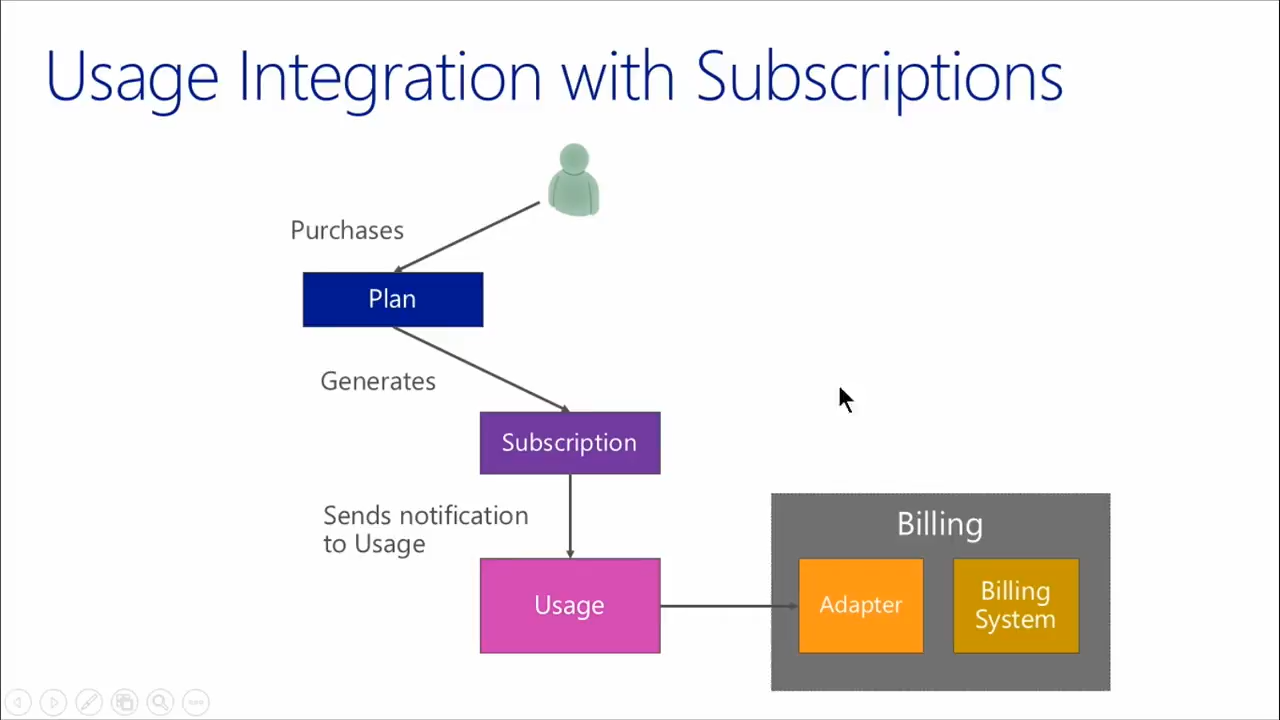 Usage Integration with Subscriptions
Purchases
Plan
Generates
Subscription
Sends notification
to Usage
Usage
Billing
Adapter
Billing
System